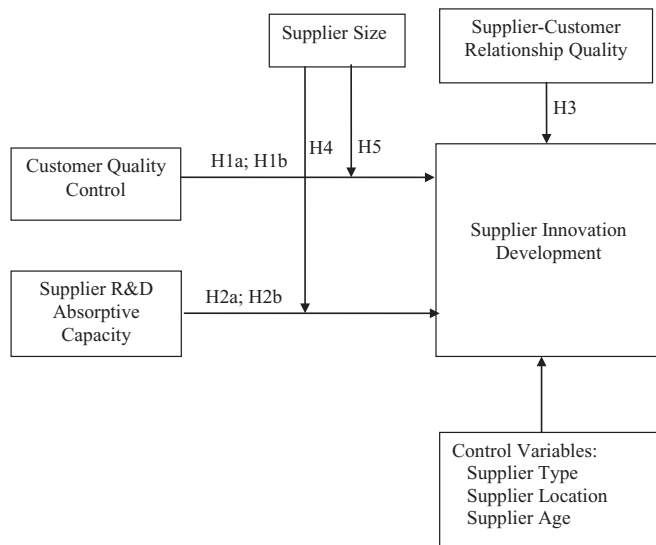 Supplier Size
Supplier-Customer
Relationship Quality
H3
H4
H5
Customer Quality
Control
H1a; H1b
Supplier Innovation
Development
Supplier R&D
Absorptive
Capacity
H2a; H2b
Control Variables:
Supplier Type
Supplier Location
Supplier Age